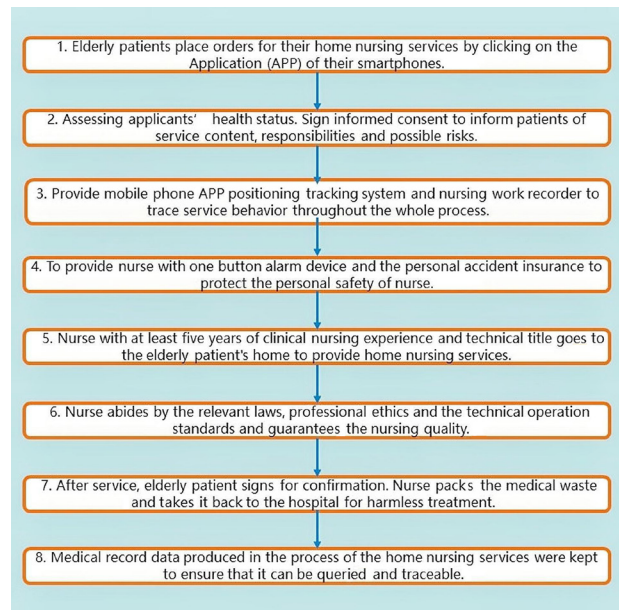 1. Elderly patients place orders for their home nursing services by clicking on the
Application (APP) of their smartphones.
2. Assessing applicants' health status. Sign informed consent to inform patients of
service content, responsibilities and possible risks.
3. Provide mobile phone APP positioning tracking system and nursing work recorder to
trace service behavior throughout the whole process.
4. To provide nurse with one button alarm device and the personal accident insurance to
protect the personal safety of nurse.
5. Nurse with at least five years of clinical nursing experience and technical title goes to
the elderly patient's home to provide home nursing services.
6. Nurse abides by the relevant laws, professional ethics and the technical operation
standards and guarantees the nursing quality.
7. After service, elderly patient signs for confirmation. Nurse packs the medical waste
and takes it back to the hospital for harmless treatment.
8. Medical record data produced in the process of the home nursing services were kept
to ensure that it can be queried and traceable.